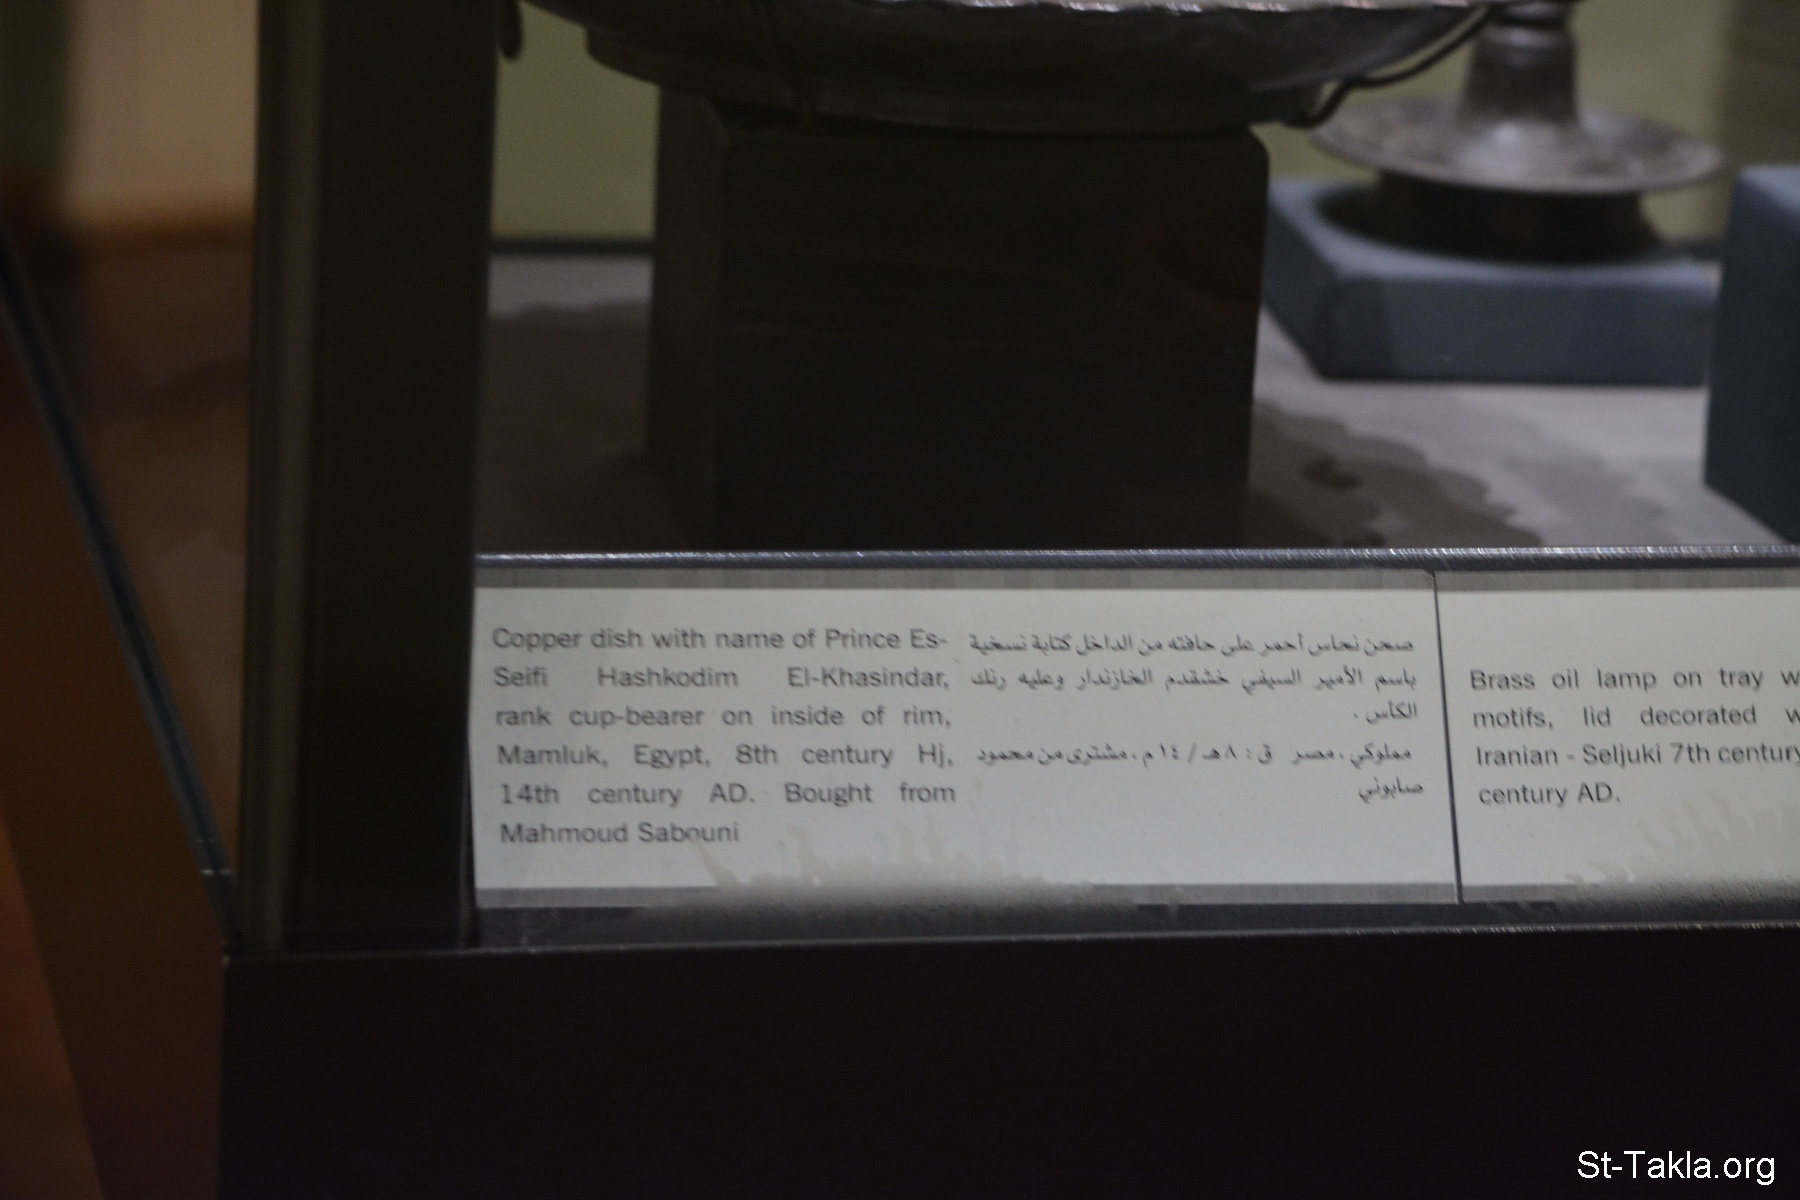 Copper dish with name of Prince Es-
Seifi Hashkodim El-Khasindar,
rank cup-bearer on inside of rim,
Mamluk, Egypt, 8th century Hj,
14th century AD. Bought from
Mahmoud Sabouni
صحن نحاس أحمر على حافته من الداخل كتابة نسخية
باسم الأمير السيفي خشقدم الخازندار وعليه رنك
الكأس .
مملوكي ، مصر ق : ٨ هـ / ١٤ م ، مشترى من محمود
صابوني
Brass oil lamp on tray w
motifs, lid decorated w
Iranian - Seljuki 7th century
century AD.
St-Takla.org